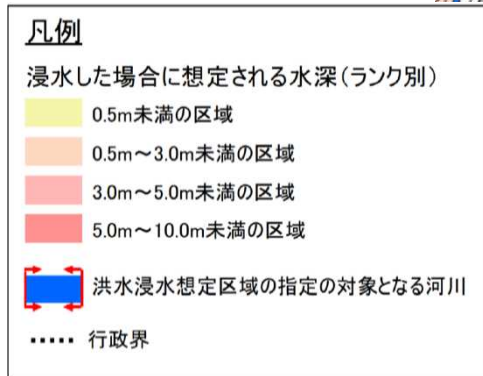 凡例
浸水した場合に想定される水深(ランク別)
0.5m未満の区域
0.5m～3.0m未満の区域
3.0m～5.0m未満の区域
5.0m～10.0m未満の区域
洪水浸水想定区域の指定の対象となる河川
行政界